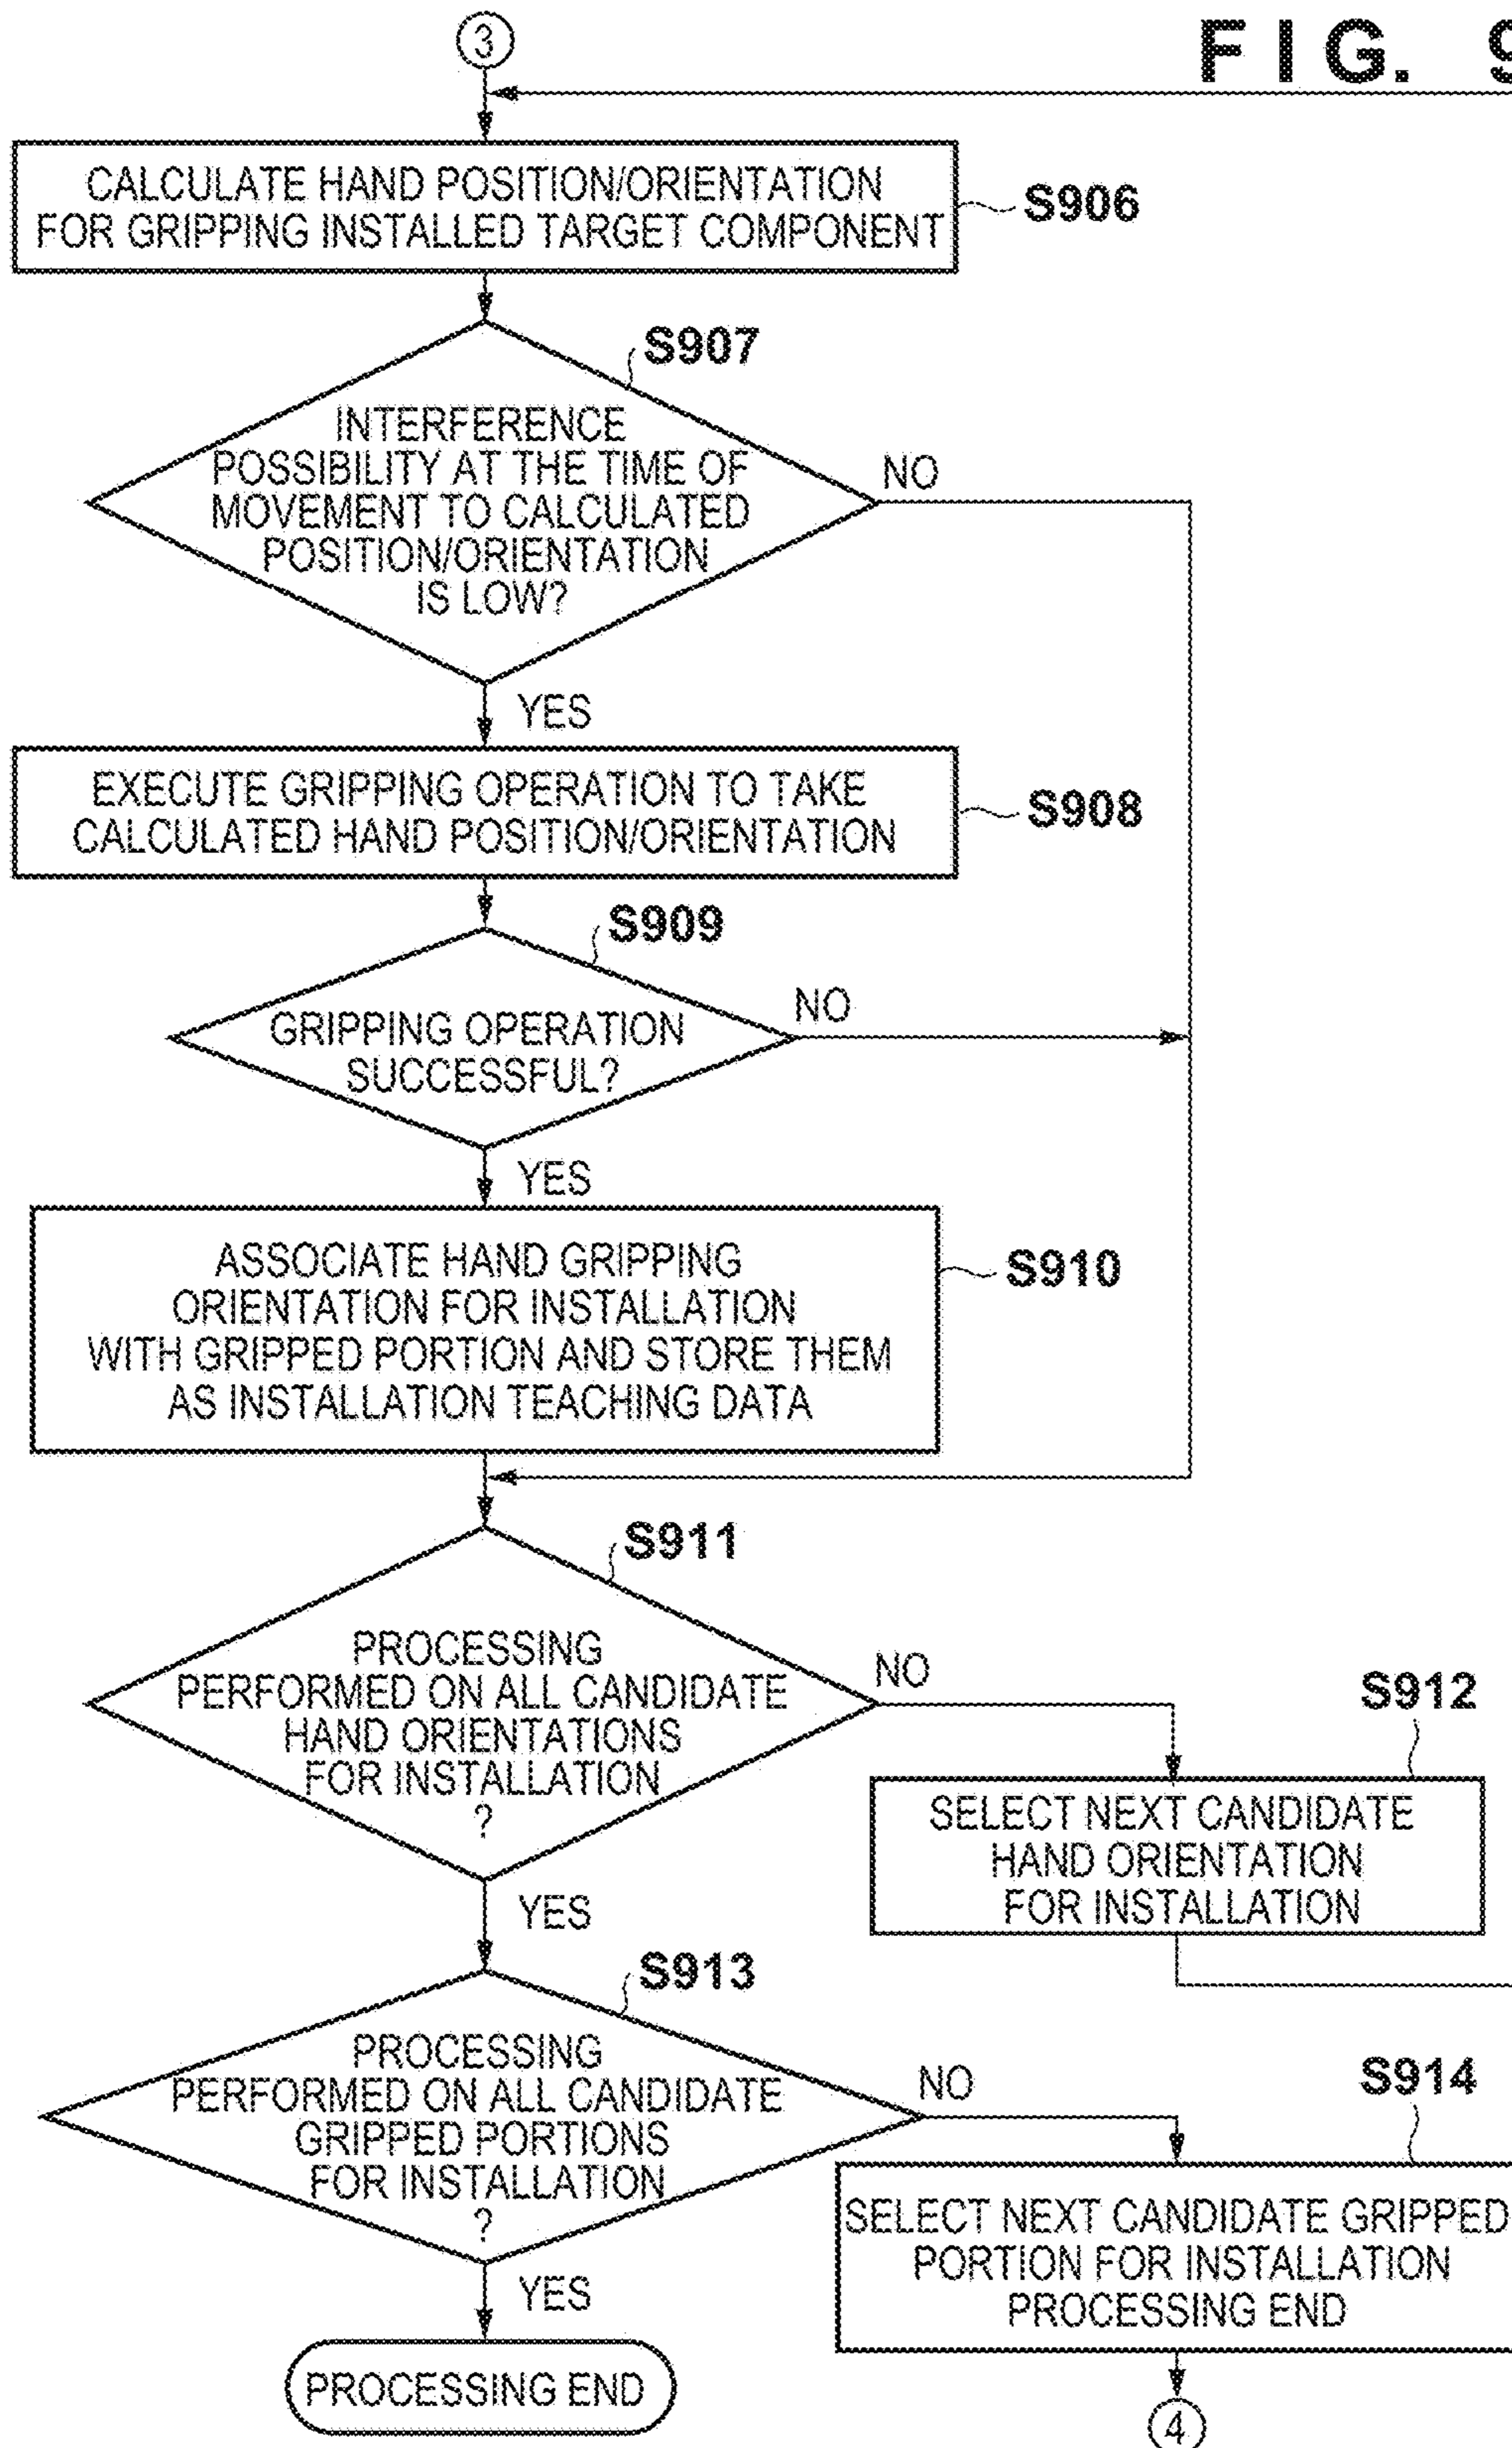 3
FIG. 9
CALCULATE HAND POSITION/ORIENTATION
FOR GRIPPING INSTALLED TARGET COMPONENT
S906
S907
INTERFERENCE
POSSIBILITY AT THE TIME OF
MOVEMENT TO CALCULATED
POSITION/ORIENTATION
IS LOW?
NO
YES
EXECUTE GRIPPING OPERATION TO TAKE
CALCULATED HAND POSITION/ORIENTATION
S908
S909
GRIPPING OPERATION
SUCCESSFUL?
NO
YES
ASSOCIATE HAND GRIPPING
ORIENTATION FOR INSTALLATION
WITH GRIPPED PORTION AND STORE THEM
AS INSTALLATION TEACHING DATA
S910
S911
PROCESSING
PERFORMED ON ALL CANDIDATE
HAND ORIENTATIONS
FOR INSTALLATION
?
NO
S912
SELECT NEXT CANDIDATE
HAND ORIENTATION
FOR INSTALLATION
YES
S913
PROCESSING
PERFORMED ON ALL CANDIDATE
GRIPPED PORTIONS
FOR INSTALLATION
?
NO
S914
SELECT NEXT CANDIDATE GRIPPED
PORTION FOR INSTALLATION
PROCESSING END
YES
PROCESSING END
4